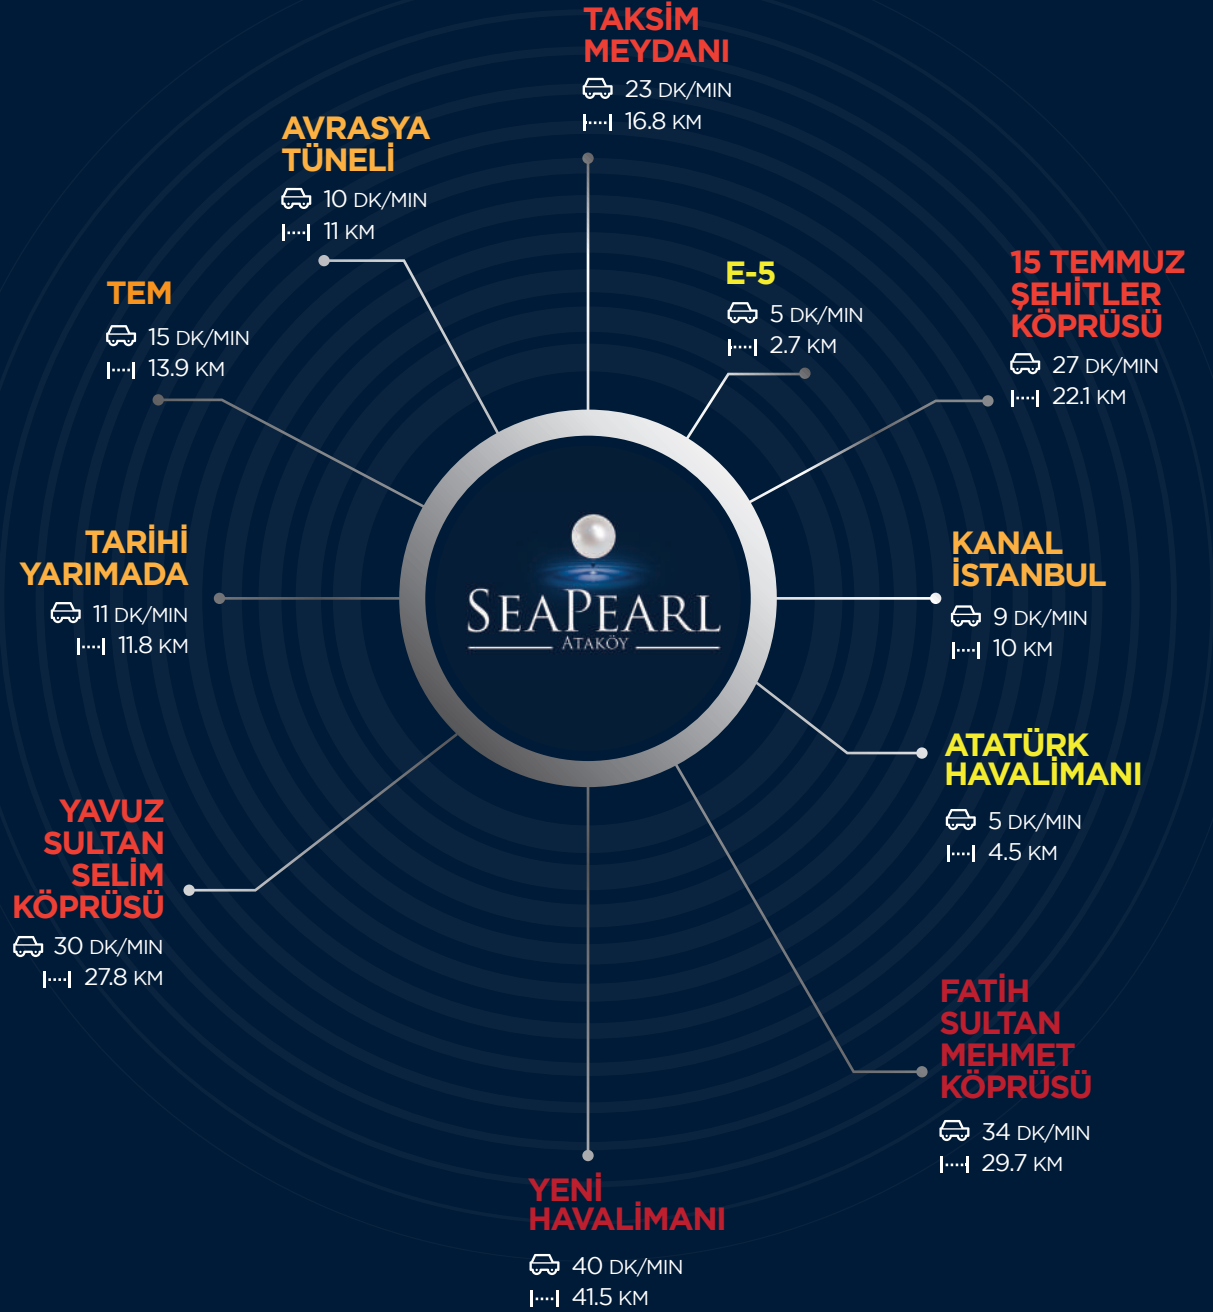 TAKSİM
MEYDANI
23 DK/MIN
16.8 KM
AVRASYA
TÜNELİ
10 DK/MIN
11 KM
E-5
5 DK/MIN
2.7 KM
15 TEMMUZ
ŞEHİTLER
KÖPRÜSÜ
27 DK/MIN
22.1 KM
TEM
15 DK/MIN
13.9 KM
TARİHİ
YARIMADA
11 DK/MIN
11.8 KM
SEAPEARL
ATAKÖY
KANAL
İSTANBUL
9 DK/MIN
10 KM
ATATÜRK
HAVALİMANI
5 DK/MIN
4.5 KM
YAVUZ
SULTAN
SELİM
KÖPRÜSÜ
30 DK/MIN
27.8 KM
FATİH
SULTAN
MEHMET
KÖPRÜSÜ
34 DK/MIN
29.7 KM
YENİ
HAVALİMANI
40 DK/MIN
41.5 KM